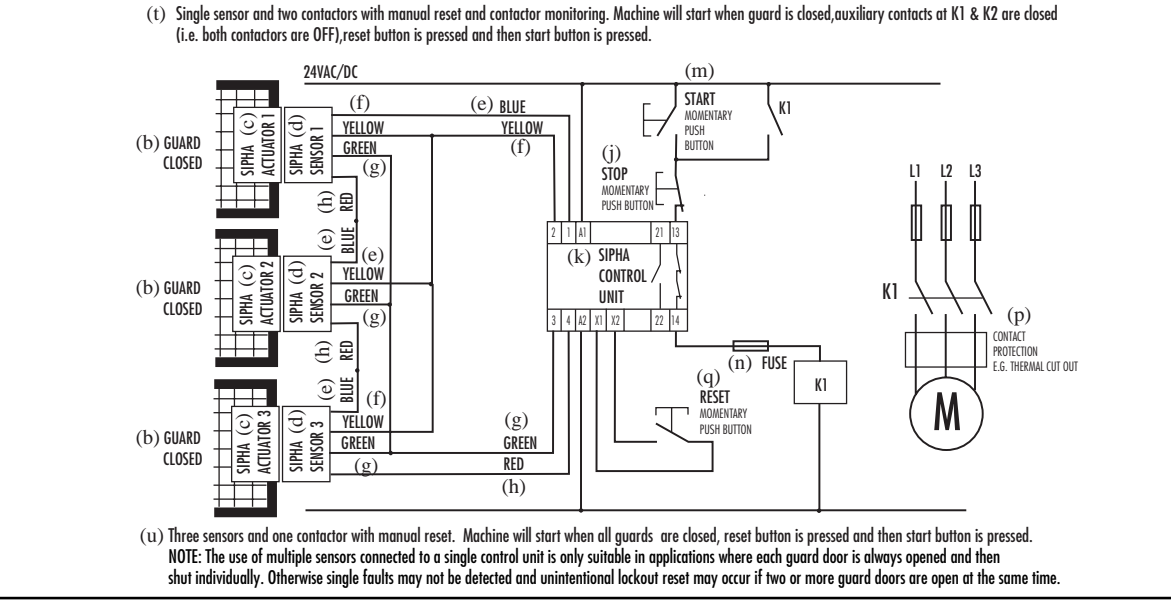 (t) Single sensor and two contactors with manual reset and contactor monitoring. Machine will start when guard is closed,auxiliary contacts at K1 & K2 are closed
(i.e. both contactors are OFF),reset button is pressed and then start button is pressed.
24VAC/DC
(m)
(f)
(e) BLUE
START
MOMENTARY
PUSH
BUTTON
K1
YELLOW
YELLOW
(f)
GREEN
(g)
(b) GUARD
CLOSED
SIPHA (c)
ACTUATOR 1
SIPHA (d)
SENSOR 1
(h) RED
(e) BLUE
(j)
STOP
MOMENTARY
PUSH BUTTON
L1
L2
L3
2
1
A1
21
13
(k) SIPHA
CONTROL
UNIT
3
4
A2
X1
X2
22
14
(e)
YELLOW
GREEN
(g)
(b) GUARD
CLOSED
SIPHA (c)
ACTUATOR 2
SIPHA (d)
SENSOR 2
(h) RED
(e) BLUE
K1
(p)
CONTACT
PROTECTION
E.G. THERMAL CUT OUT
M
(n) FUSE
K1
(q)
RESET
MOMENTARY
PUSH BUTTON
(f)
YELLOW
GREEN
(g)
(g)
GREEN
RED
(h)
(b) GUARD
CLOSED
SIPHA (c)
ACTUATOR 3
SIPHA (d)
SENSOR 3
(u) Three sensors and one contactor with manual reset. Machine will start when all guards are closed, reset button is pressed and then start button is pressed.
NOTE: The use of multiple sensors connected to a single control unit is only suitable in applications where each guard door is always opened and then
shut individually. Otherwise single faults may not be detected and unintentional lockout reset may occur if two or more guard doors are open at the same time.